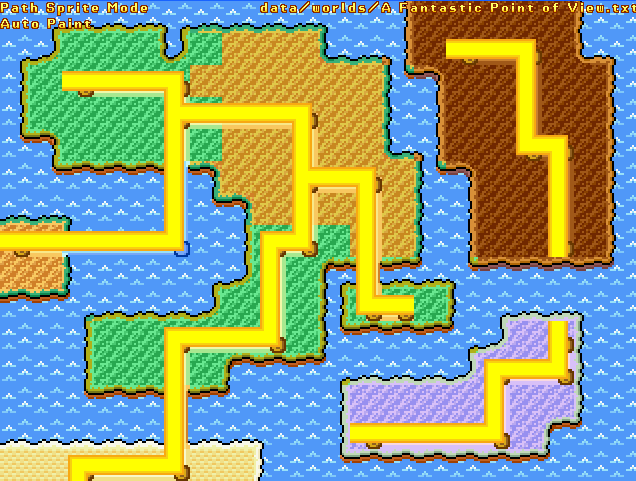 Path Sprite Mode data/worlds/A Fantastic Point of View.txt
Auto Paint